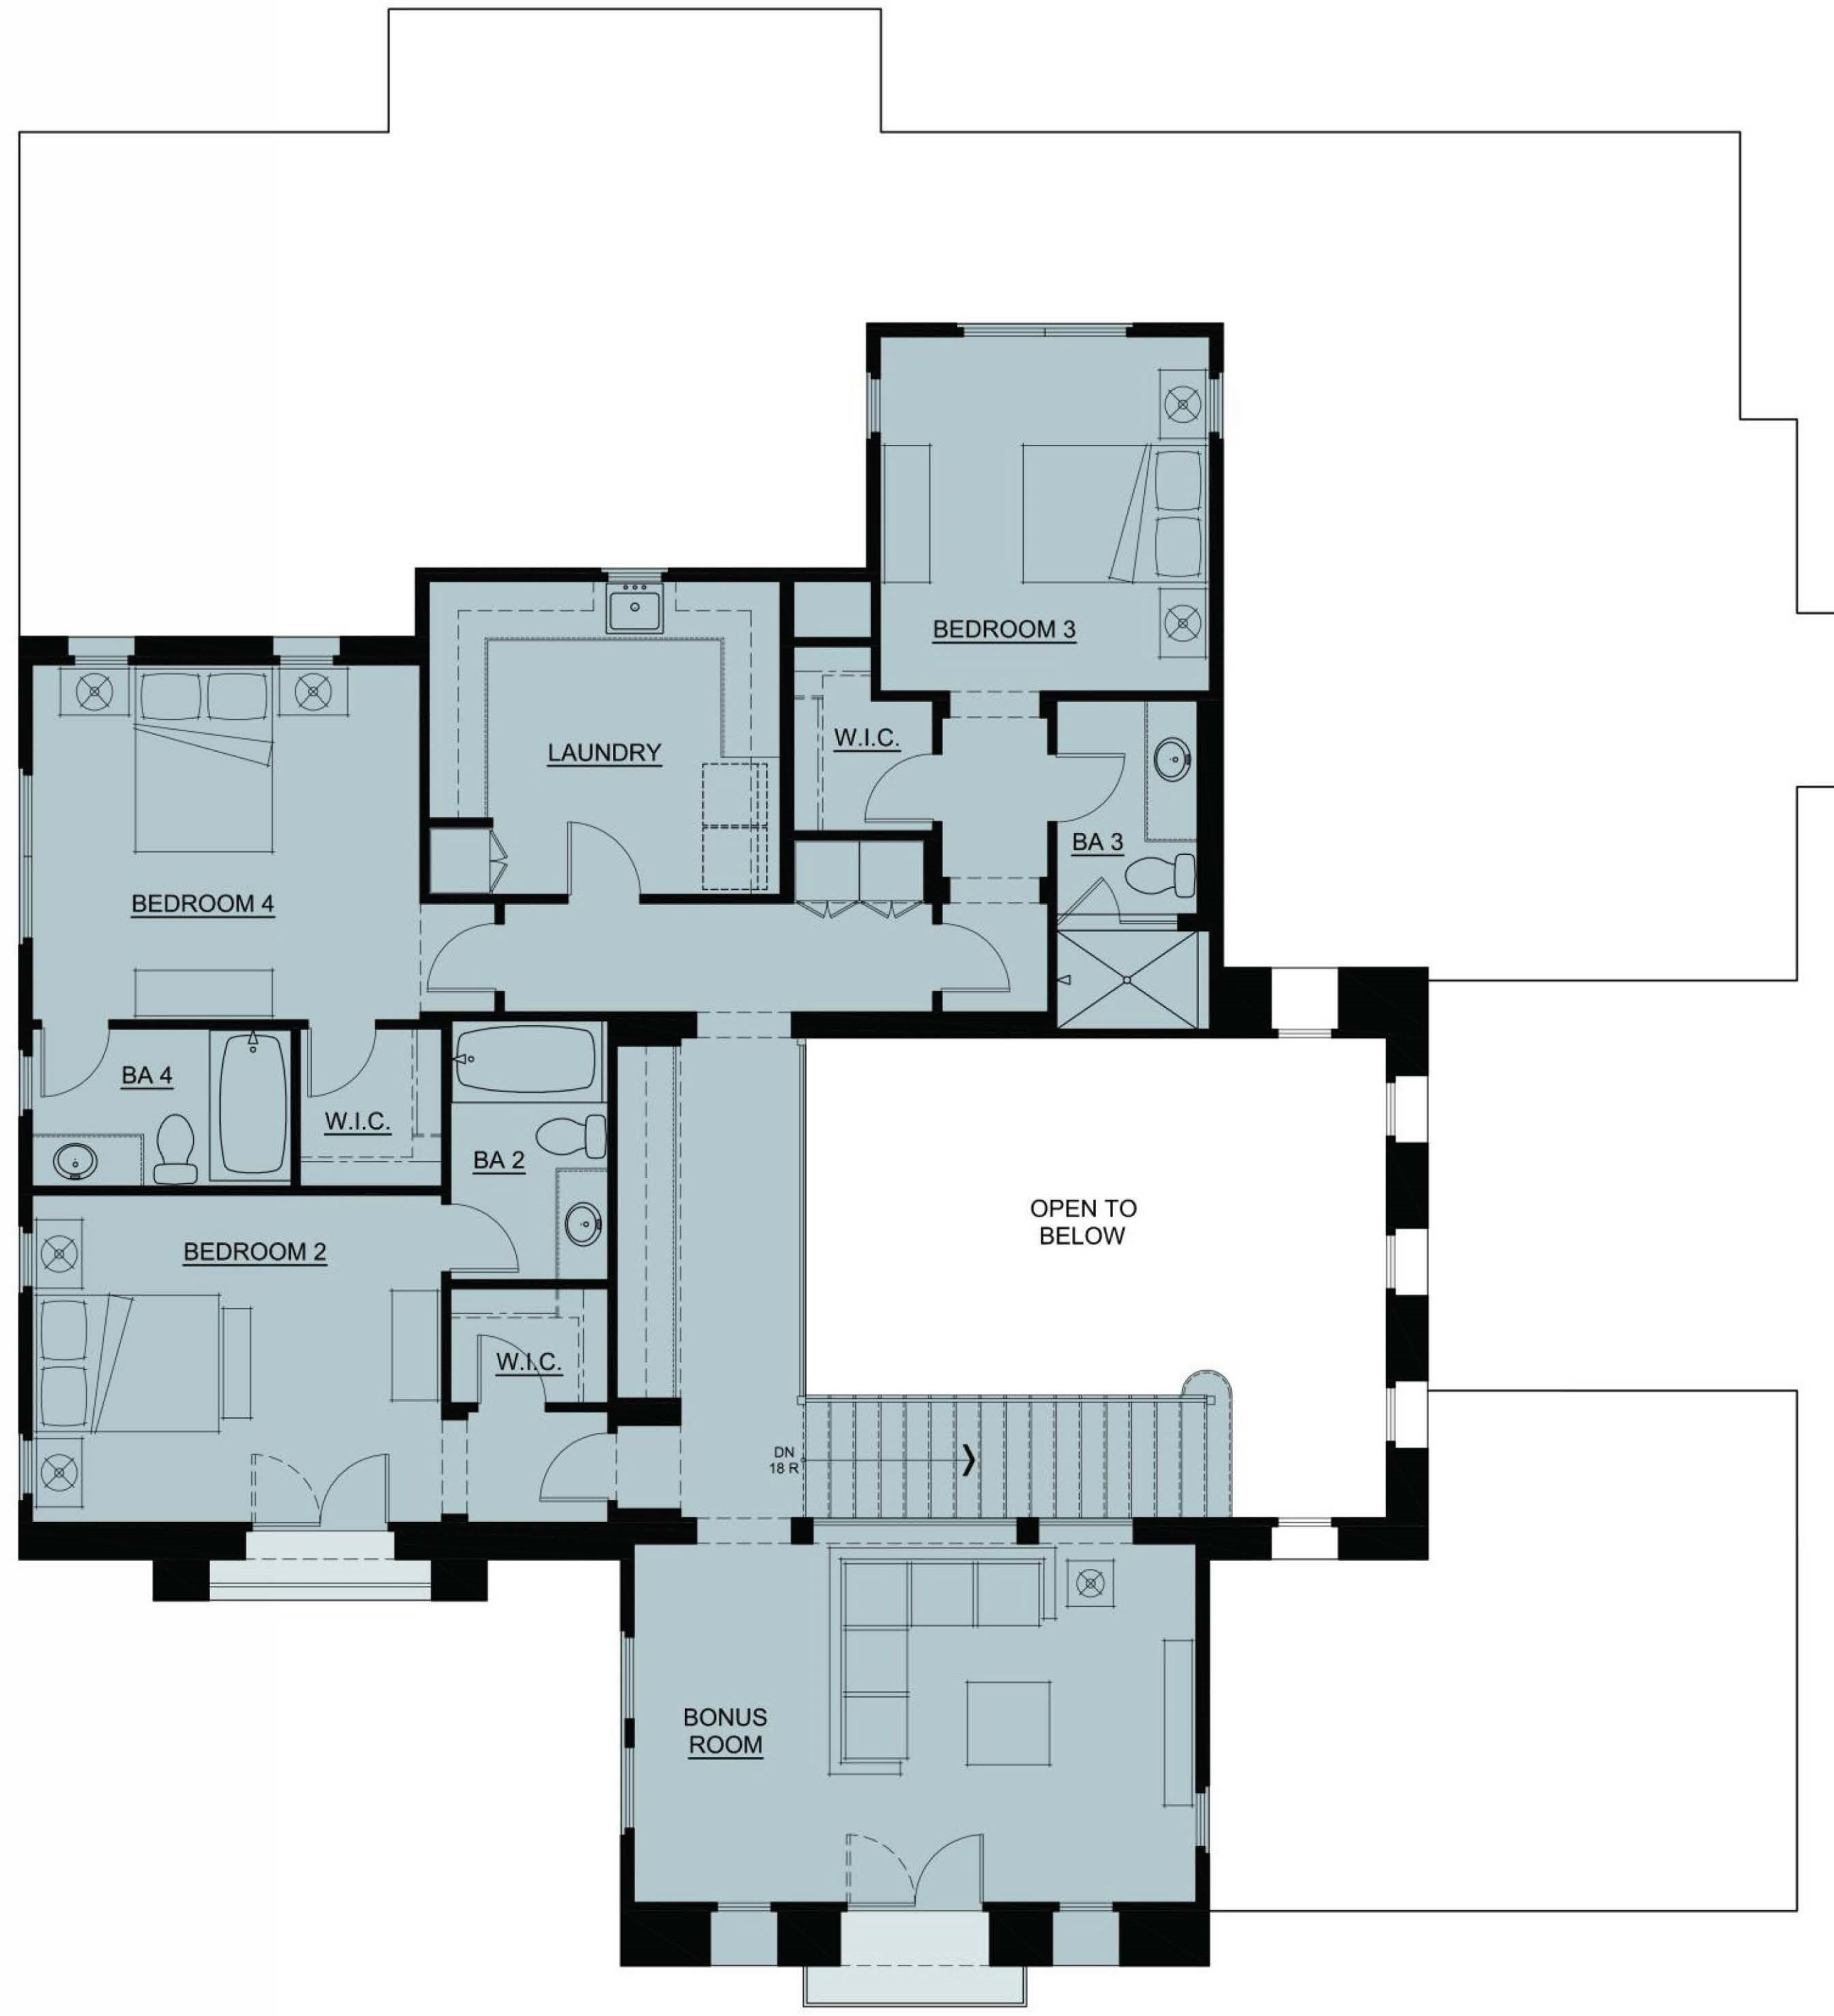 BEDROOM 3
W.I.C.
LAUNDRY
BA 3
BEDROOM 4
BA 4
W.I.C.
BA 2
OPEN TO
BELOW
BEDROOM 2
W.I.C.
DN
18 R
BONUS
ROOM